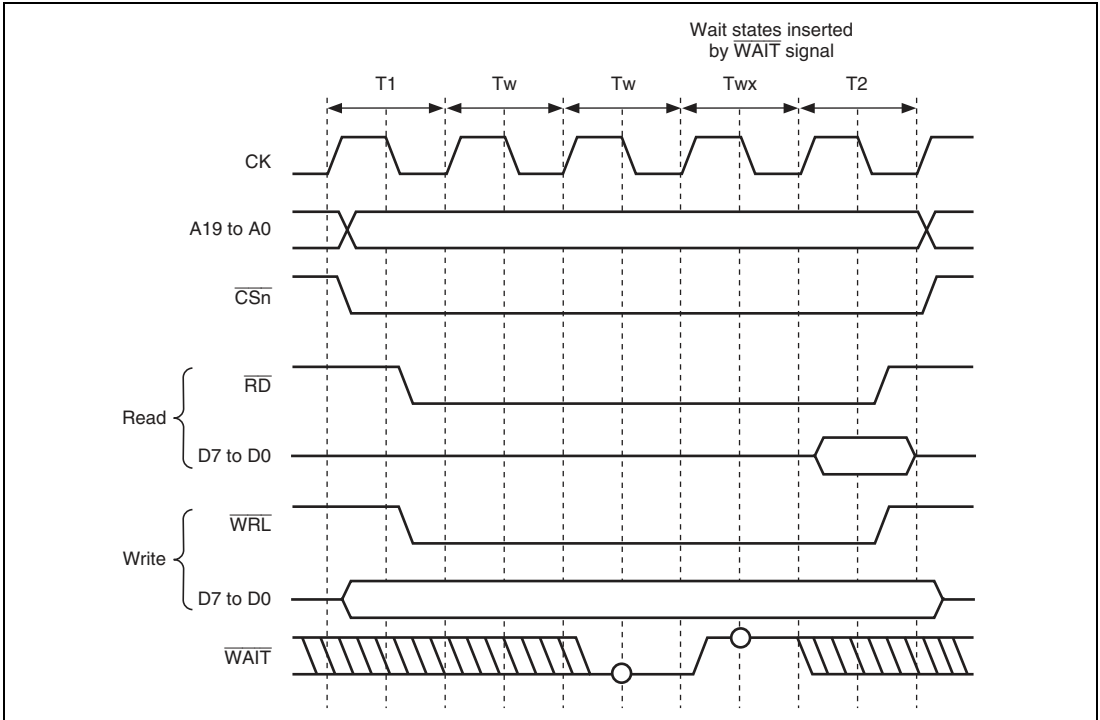 Wait states inserted
by WAIT signal
T1 Tw Tw Twx T2
CK
A19 to A0
CSn
Read
RD
D7 to D0
Write
WRL
D7 to D0
WAIT